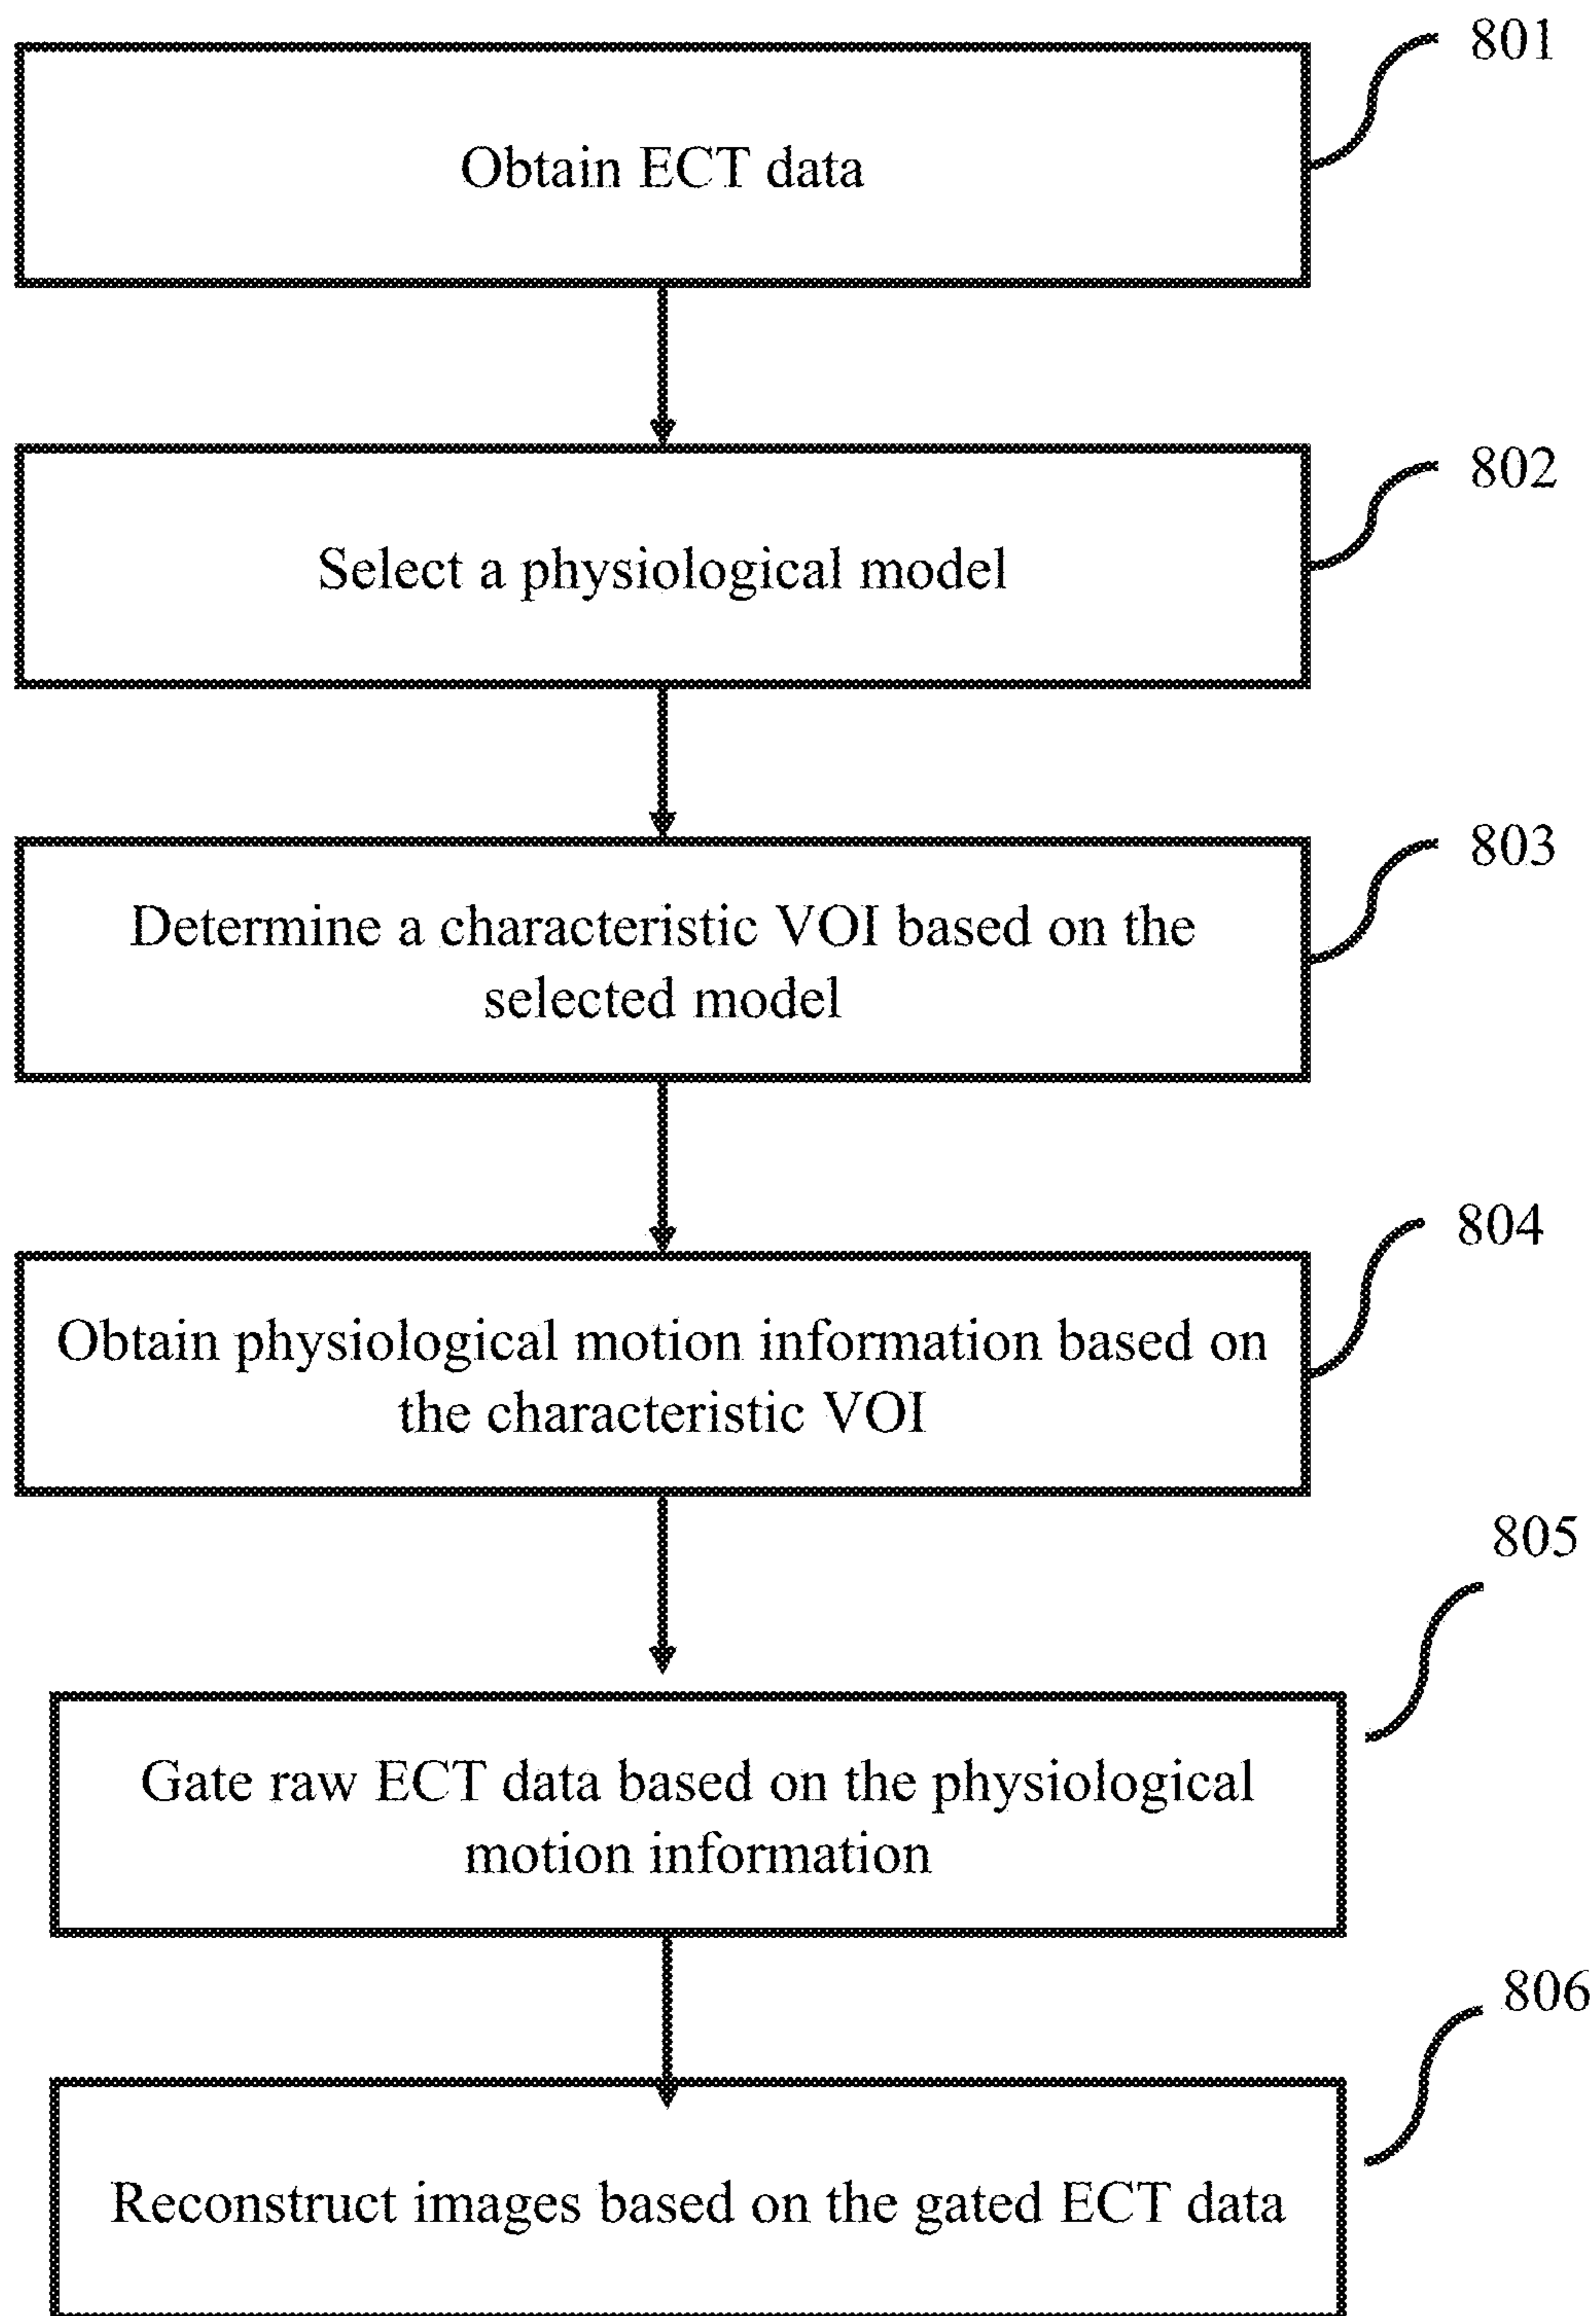 801
Obtain ECT data
802
Select a physiological model
803
Determine a characteristic VOI based on the
selected model
804
Obtain physiological motion information based on
the characteristic VOI
805
Gate raw ECT data based on the physiological
motion information
806
Reconstruct images based on the gated ECT data